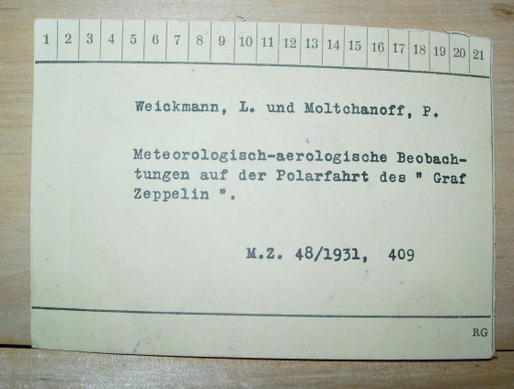 1 2 3 4 5 6 7 8 9 10 11 12 13 14 15 16 17 18 19 20 21
Weickmann, L. und Moltchanoff, P.
Meteorologisch-aerologische Beobach-
tungen auf der Polarfahrt des " Graf
Zeppelin ".
M.Z. 48/1931, 409
RG